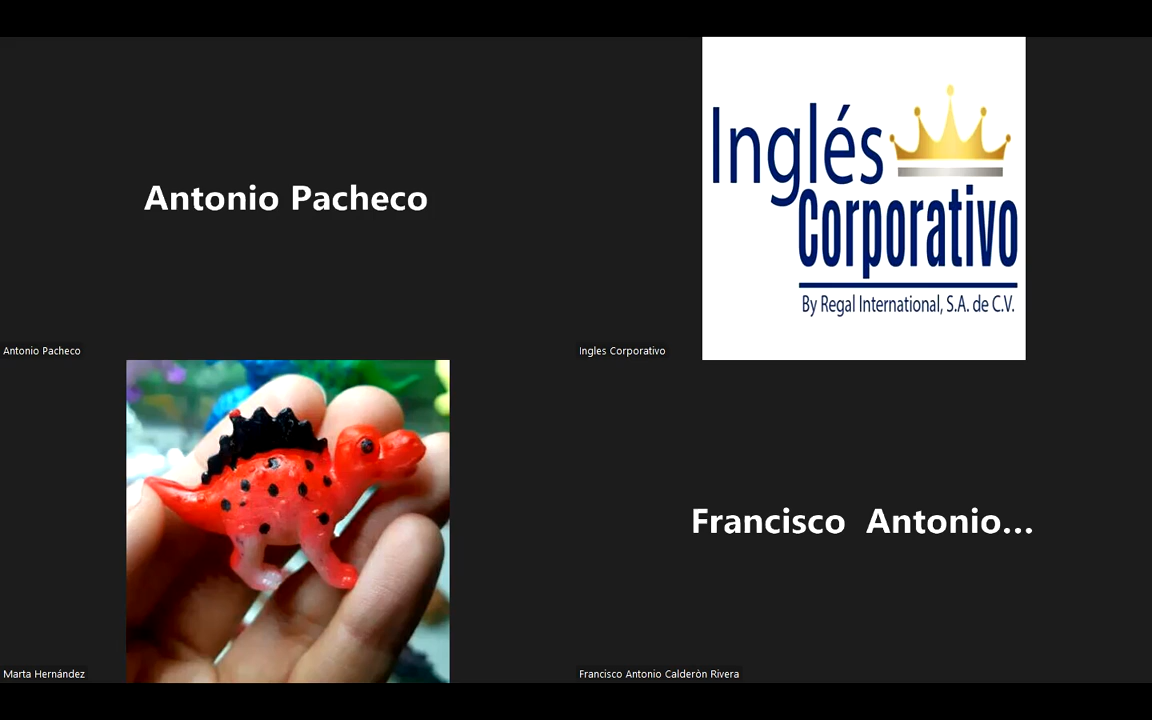 Antonio Pacheco
Antonio Pacheco
Inglés
Corporativo
By Regal International, S.A. de C.V.
Ingles Corporativo
Marta Hernández
Francisco Antonio...
Francisco Antonio Calderòn Rivera